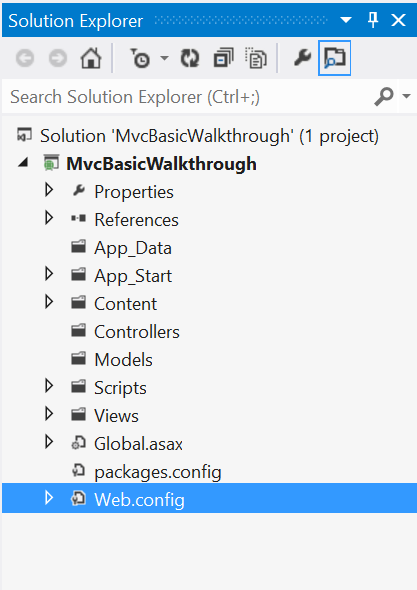 Solution Explorer
Search Solution Explorer (Ctrl+;)
Solution 'MvcBasicWalkthrough' (1 project)
MvcBasicWalkthrough
Properties
References
App_Data
App_Start
Content
Controllers
Models
Scripts
Views
Global.asax
packages.config
Web.config